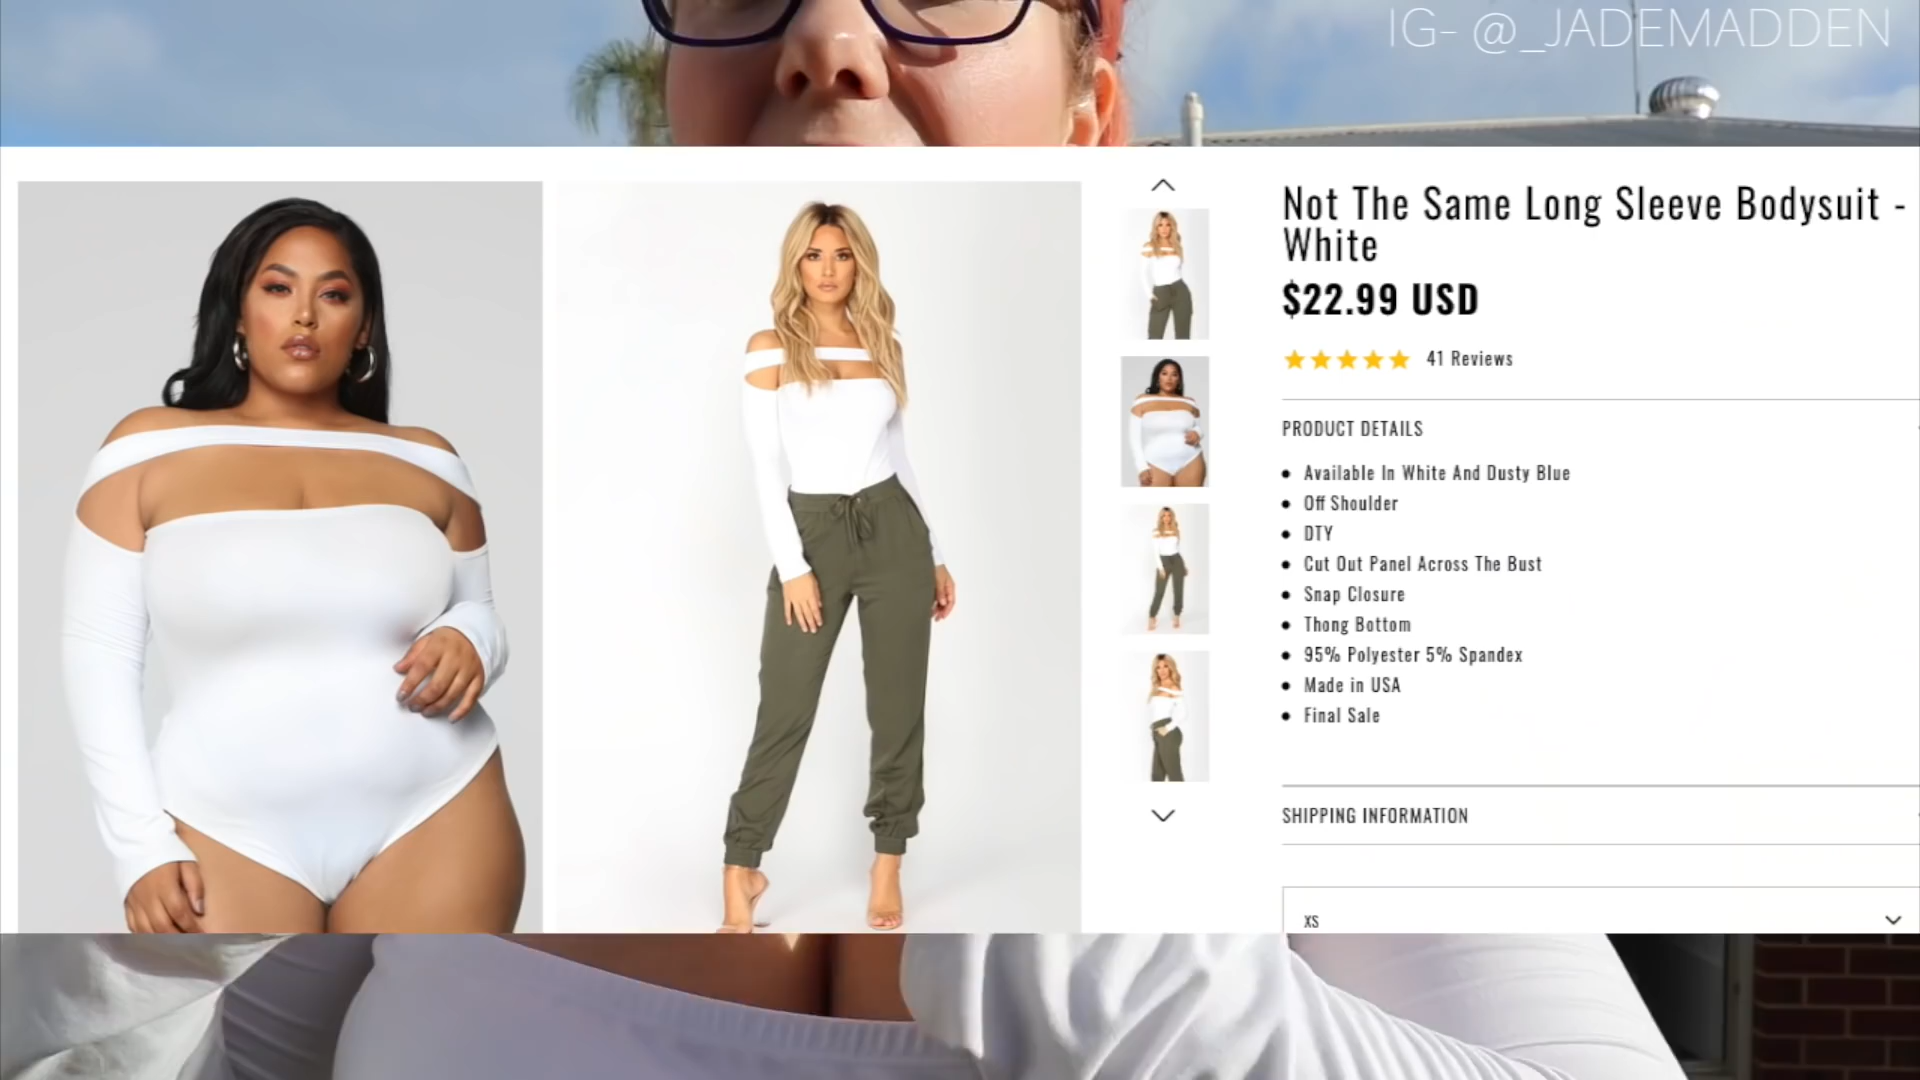 IG- @_JADEMADDEN
Not The Same Long Sleeve Bodysuit -
White
$22.99 USD
41 Reviews
PRODUCT DETAILS
Available In White And Dusty Blue
Off Shoulder
DTY
Cut Out Panel Across The Bust
Snap Closure
Thong Bottom
95% Polyester 5% Spandex
Made in USA
Final Sale
SHIPPING INFORMATION
XS